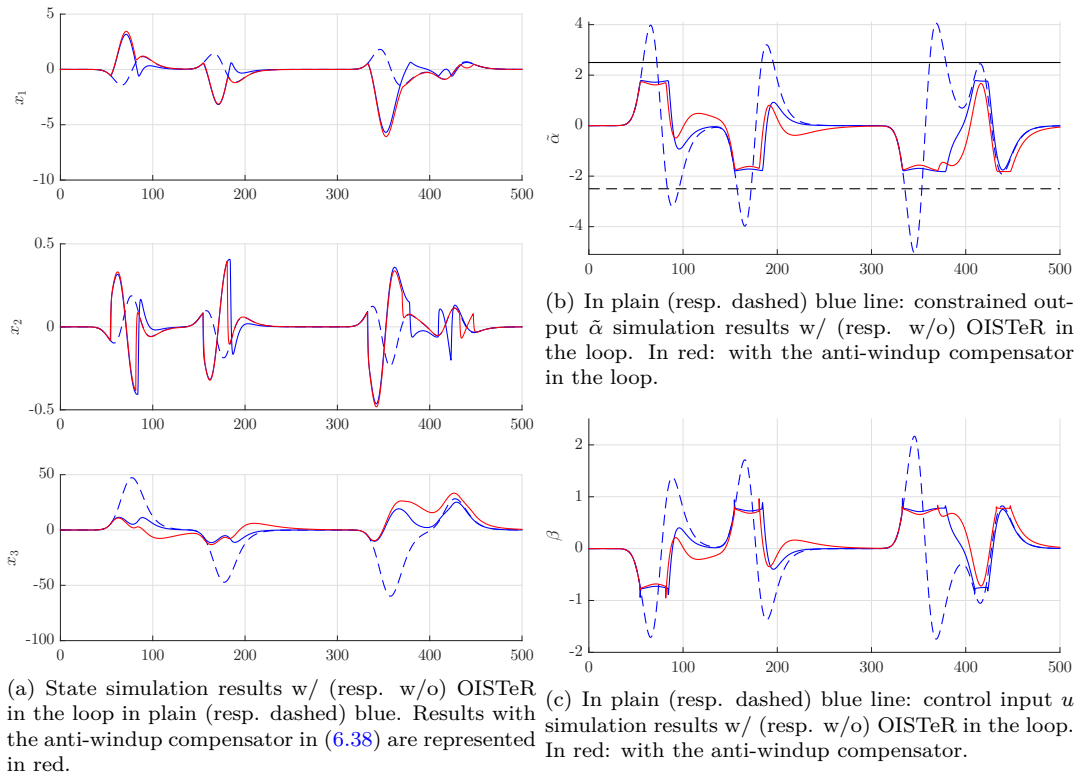 5
0
-5
-10
x1
0 100 200 300 400 500
0.5
0
-0.5
x2
0 100 200 300 400 500
50
0
-50
-100
x3
0 100 200 300 400 500
(a) State simulation results w/ (resp. w/o) OISTeR
in the loop in plain (resp. dashed) blue. Results with
the anti-windup compensator in (6.38) are represented
in red.
4
2
0
-2
-4
α̃
0 100 200 300 400 500
(b) In plain (resp. dashed) blue line: constrained out-
put α̃ simulation results w/ (resp. w/o) OISTeR in
the loop. In red: with the anti-windup compensator
in the loop.
2
1
0
-1
-2
β
0 100 200 300 400 500
(c) In plain (resp. dashed) blue line: control input u
simulation results w/ (resp. w/o) OISTeR in the loop.
In red: with the anti-windup compensator.